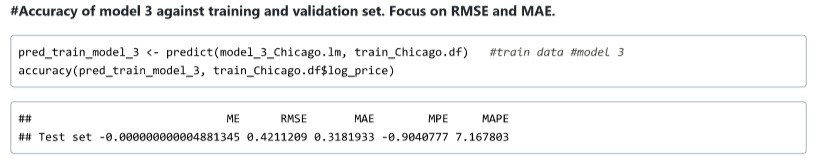 #Accuracy of model 3 against training and validation set. Focus on RMSE and MAE.
pred_train_model_3 <- predict(model_3_Chicago.lm, train_Chicago.df) #train data #model 3
accuracy(pred_train_model_3, train_Chicago.df$log_price)
## ME RMSE MAE MPE MAPE
## Test set -0.000000000004881345 0.4211209 0.3181933 -0.9040777 7.167803